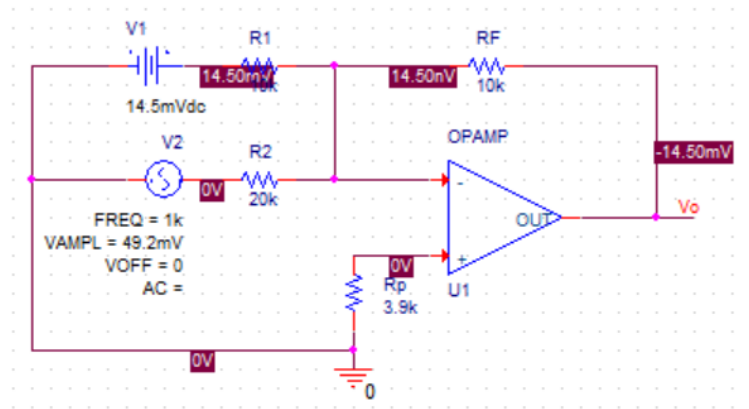 V1
R1
RF
14.50mV
10k
14.50nV
10k
14.5mVdc
V2
R2
OPAMP
-14.50mV
0V
20k
-
OUT
Vo
FREQ = 1k
VAMPL = 49.2mV
VOFF = 0
AC =
0V
+
Rp
U1
3.9k
0V
0